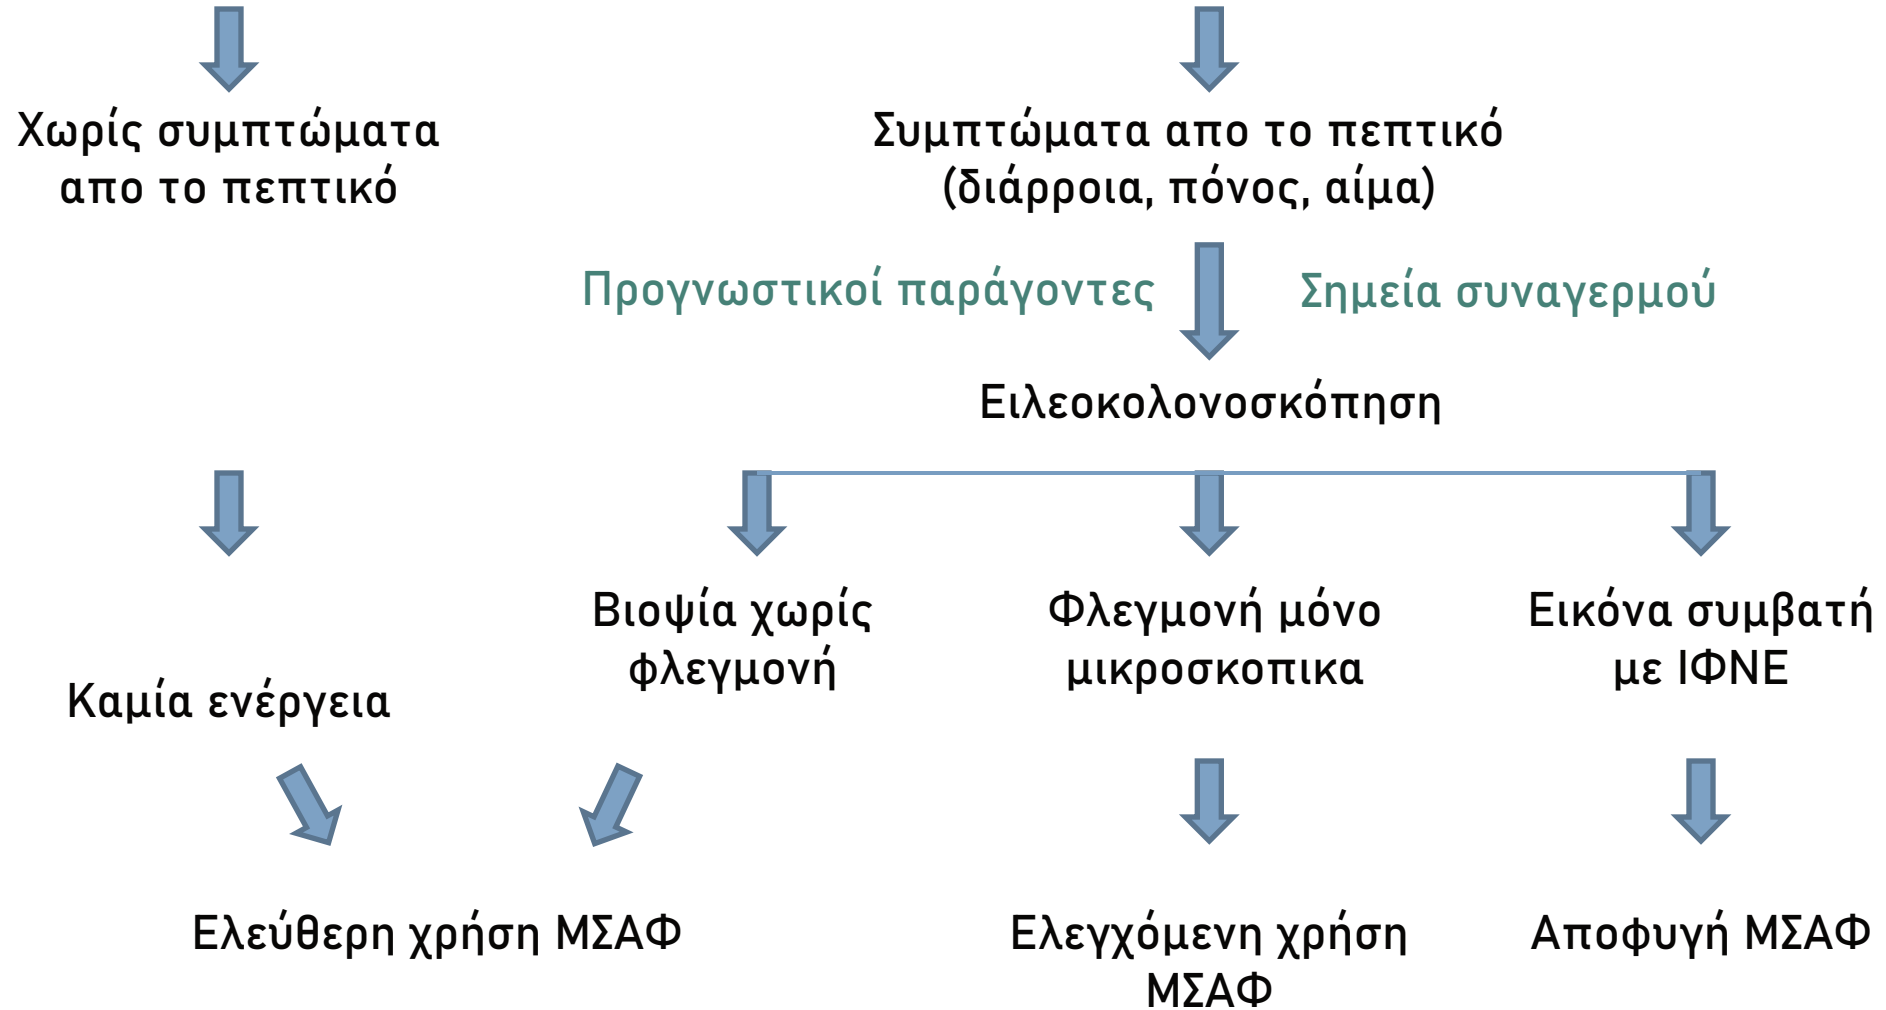 Χωρίς συμπτώματα
απο το πεπτικό
Συμπτώματα απο το πεπτικό
(διάρροια, πόνος, αίμα)
Προγνωστικοί παράγοντες
Σημεία συναγερμού
Ειλεοκολονοσκόπηση
Βιοψία χωρίς
φλεγμονή
Φλεγμονή μόνο
μικροσκοπικα
Εικόνα συμβατή
με ΙΦΝΕ
Καμία ενέργεια
Ελεύθερη χρήση ΜΣΑΦ
Ελεγχόμενη χρήση
ΜΣΑΦ
Αποφυγή ΜΣΑΦ